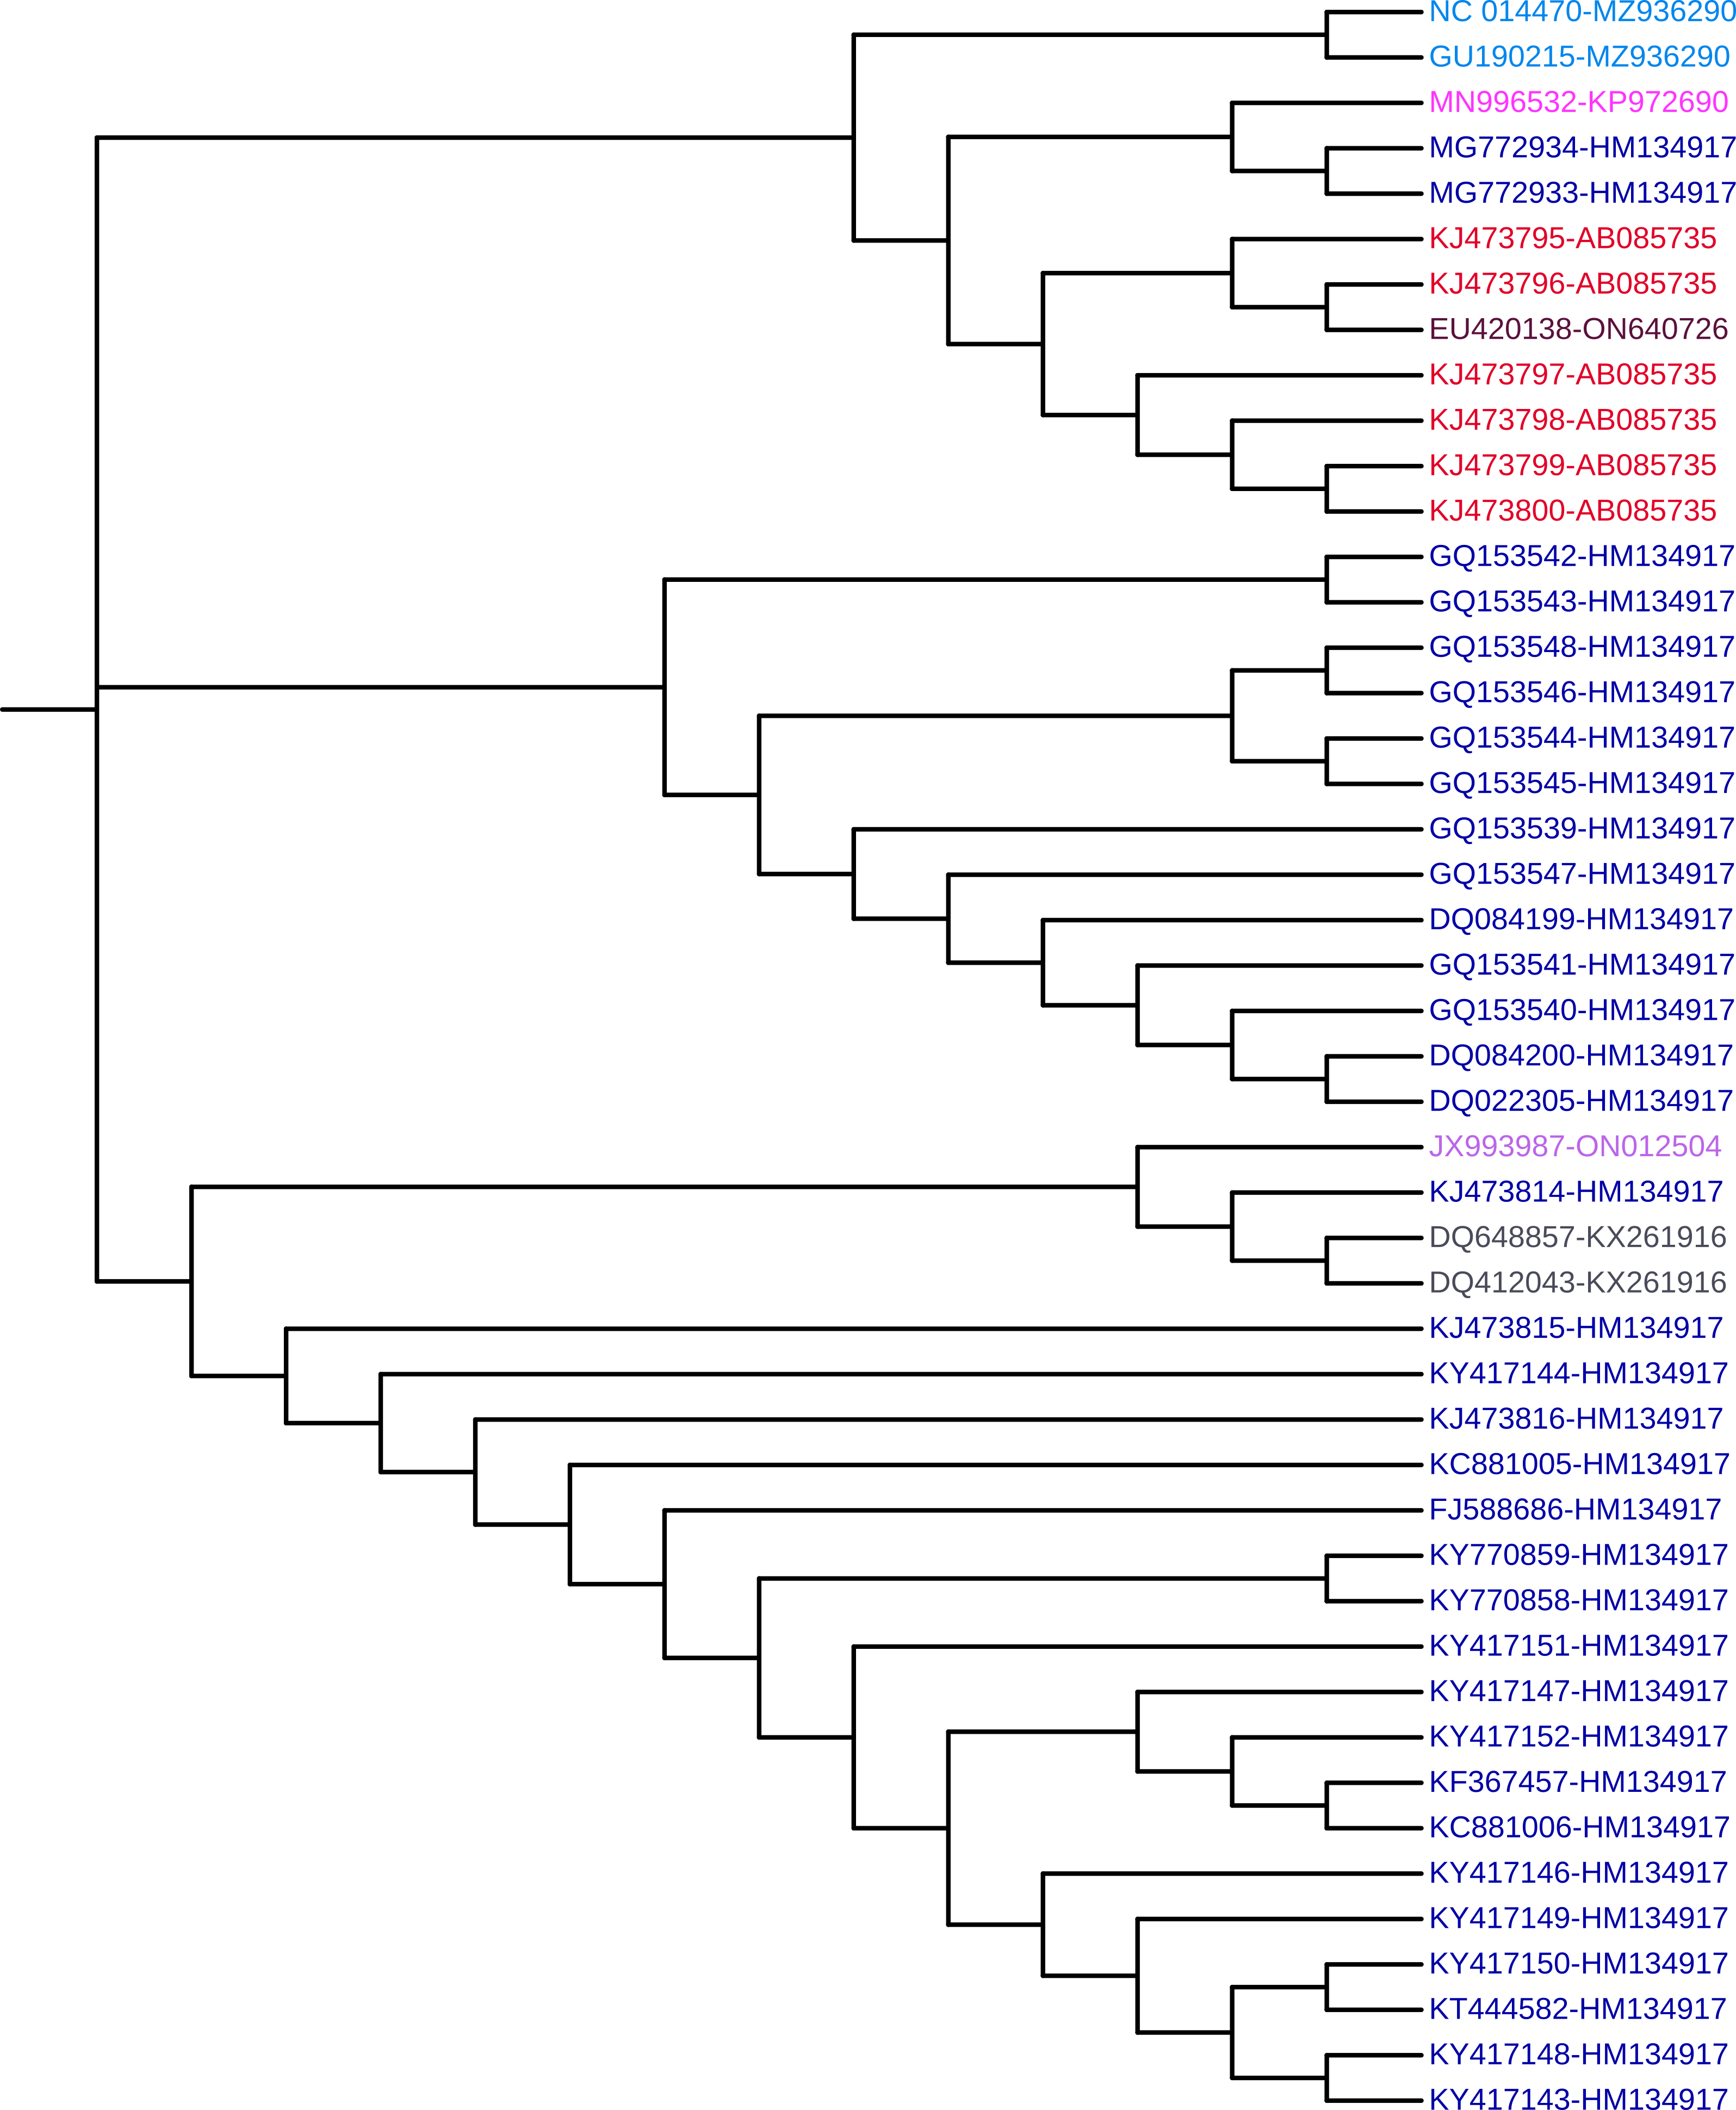 NC 014470-MZ936290
GU190215-MZ936290
MN996532-KP972690
MG772934-HM134917
MG772933-HM134917
KJ473795-AB085735
KJ473796-AB085735
EU420138-ON640726
KJ473797-AB085735
KJ473798-AB085735
KJ473799-AB085735
KJ473800-AB085735
GQ153542-HM134917
GQ153543-HM134917
GQ153548-HM134917
GQ153546-HM134917
GQ153544-HM134917
GQ153545-HM134917
GQ153539-HM134917
GQ153547-HM134917
DQ084199-HM134917
GQ153541-HM134917
GQ153540-HM134917
DQ084200-HM134917
DQ022305-HM134917
JX993987-ON012504
KJ473814-HM134917
DQ648857-KX261916
DQ412043-KX261916
KJ473815-HM134917
KY417144-HM134917
KJ473816-HM134917
KC881005-HM134917
FJ588686-HM134917
KY770859-HM134917
KY770858-HM134917
KY417151-HM134917
KY417147-HM134917
KY417152-HM134917
KF367457-HM134917
KC881006-HM134917
KY417146-HM134917
KY417149-HM134917
KY417150-HM134917
KT444582-HM134917
KY417148-HM134917
KY417143-HM134917